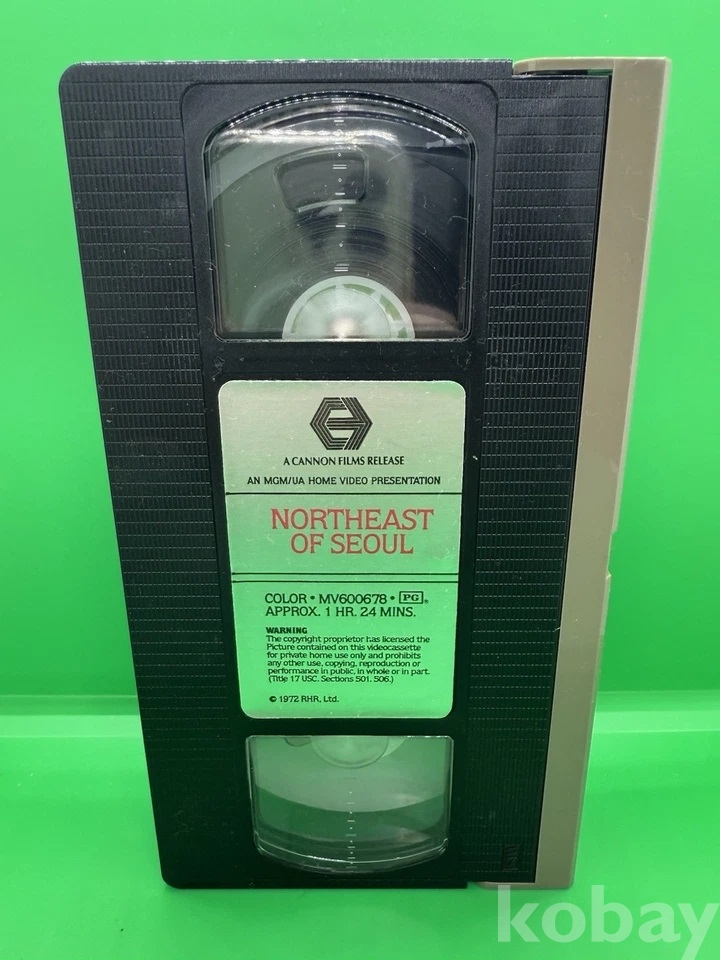 A CANNON FILMS RELEASE
AN MGM/UA HOME VIDEO PRESENTATION
NORTHEAST
OF SEOUL
COLOR • MV600678 • PG®
APPROX. 1 HR. 24 MINS.
WARNING
The copyright proprietor has licensed the
Picture contained on this videocassette
for private home use only and prohibits
any other use, copying, reproduction or
performance in public, in whole or in part.
(Title 17 USC. Sections 501. 506.)
© 1972 RHR, Ltd.
kobay